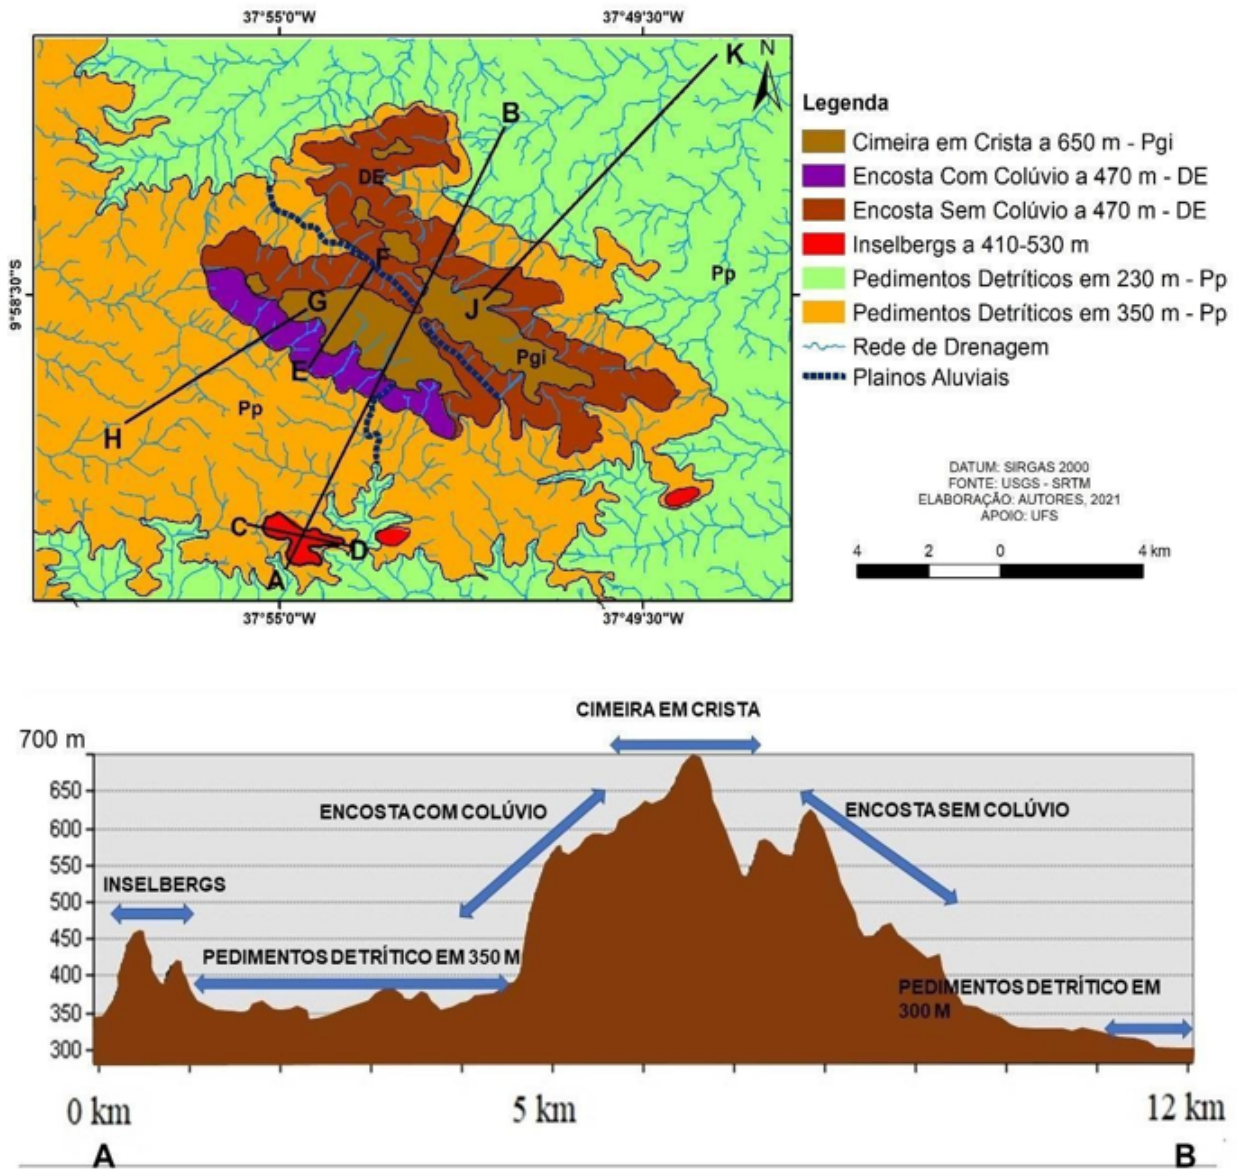 37°55'0"W
37°49'30"W
K
N
B
DE
F
Pp
G
J
9°58'30"S
E
Pgi
Pp
H
C
D
A
37°55'0"W
37°49'30"W
Legenda
Cimeira em Crista a 650 m - Pgi
Encosta Com Colúvio a 470 m - DE
Encosta Sem Colúvio a 470 m - DE
Inselbergs a 410-530 m
Pedimentos Detríticos em 230 m - Pp
Pedimentos Detríticos em 350 m - Pp
Rede de Drenagem
Plainos Aluviais
DATUM: SIRGAS 2000
FONTE: USGS - SRTM
ELABORAÇÃO: AUTORES, 2021
APOIO: UFS
4 2 0 4 km
CIMEIRA EM CRISTA
700 m
650
600
550
500
450
400
350
300
ENCOSTA COM COLÚVIO
ENCOSTA SEM COLÚVIO
INSELBERGS
PEDIMENTOS DETRÍTICO EM 350 M
PEDIMENTOS DETRÍTICO EM
300 M
0 km 5 km 12 km
A B